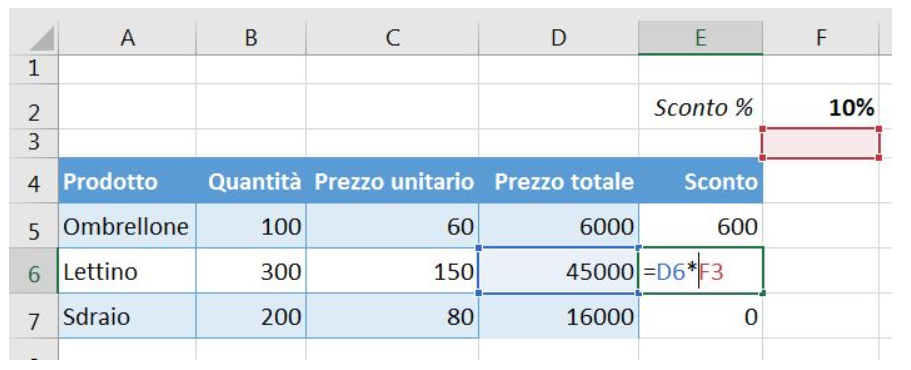 A B C D E F
1
2 Sconto % 10%
3
4 Prodotto Quantità Prezzo unitario Prezzo totale Sconto
5 Ombrellone 100 60 6000 600
6 Lettino 300 150 45000 =D6*F3
7 Sdraio 200 80 16000 0